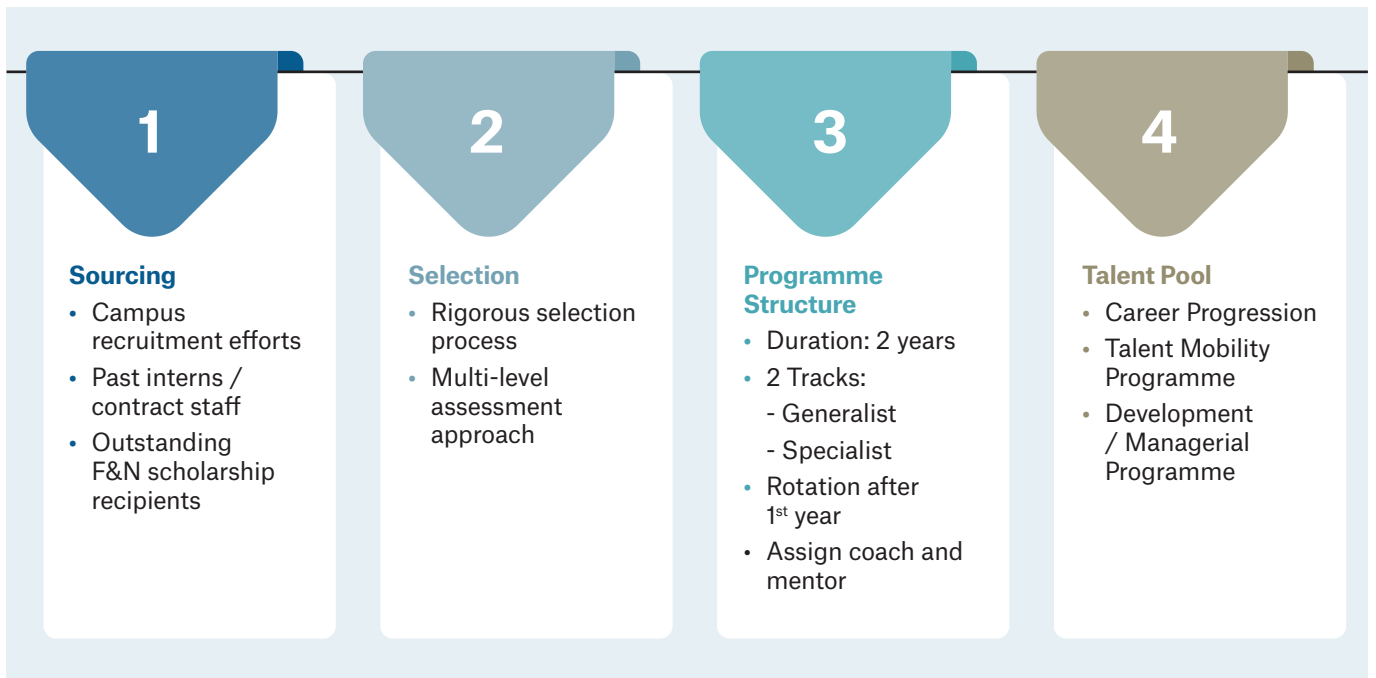 1
Sourcing
• Campus
recruitment efforts
• Past interns /
contract staff
• Outstanding
F&N scholarship
recipients
2
Selection
• Rigorous selection
process
• Multi-level
assessment
approach
3
Programme
Structure
• Duration: 2 years
• 2 Tracks:
- Generalist
- Specialist
• Rotation after
1st year
• Assign coach and
mentor
4
Talent Pool
• Career Progression
• Talent Mobility
Programme
• Development
/ Managerial
Programme